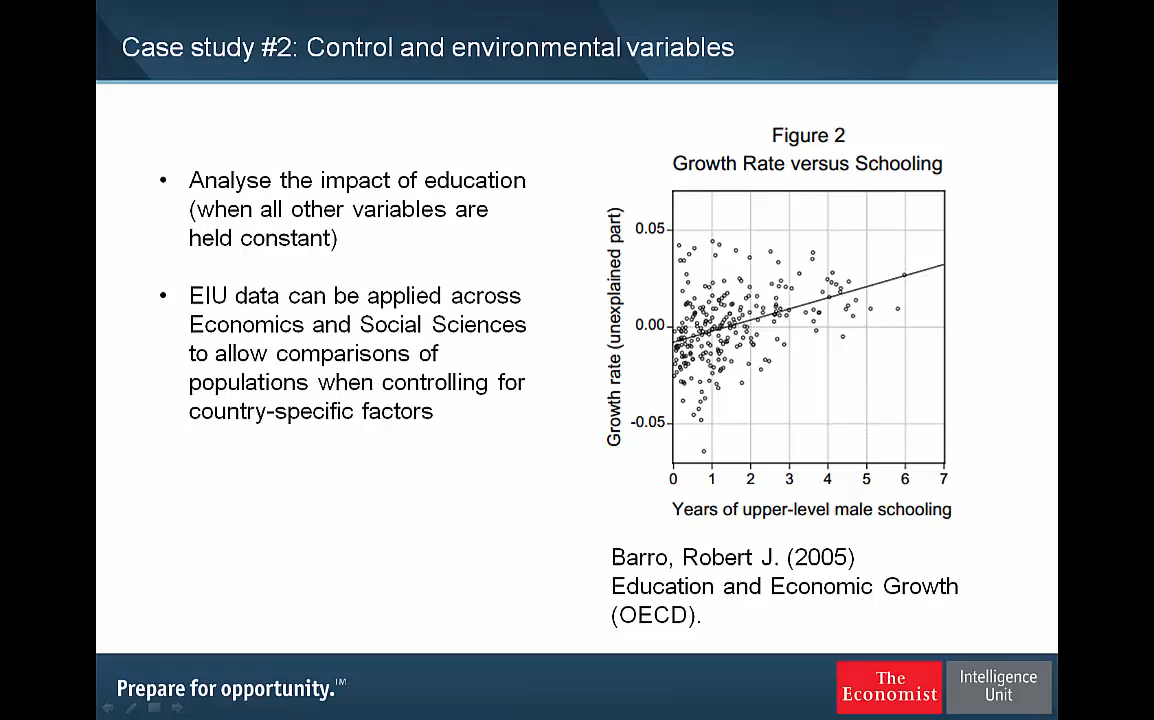 Case study #2: Control and environmental variables
• Analyse the impact of education
(when all other variables are
held constant)
• EIU data can be applied across
Economics and Social Sciences
to allow comparisons of
populations when controlling for
country-specific factors
Figure 2
Growth Rate versus Schooling
Growth rate (unexplained part)
0.05
0.00
-0.05
0 1 2 3 4 5 6 7
Years of upper-level male schooling
Barro, Robert J. (2005)
Education and Economic Growth
(OECD).
Prepare for opportunity.™
The
Economist
Intelligence
Unit